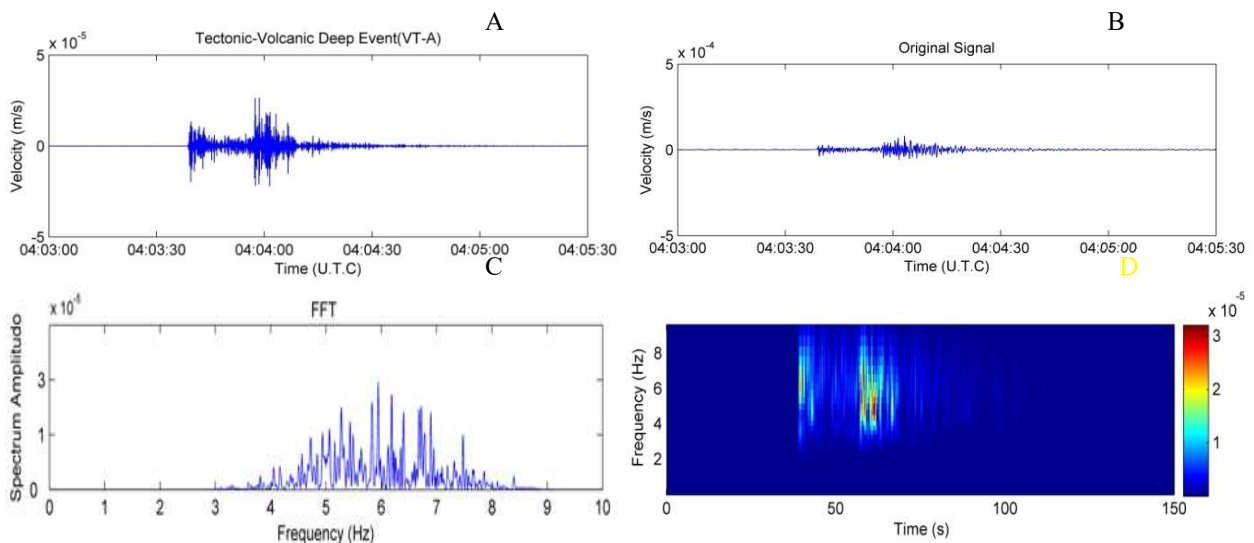 A
Tectonic-Volcanic Deep Event(VT-A)
x 10⁻⁵
5
0
-5
Velocity (m/s)
04:03:00 04:03:30 04:04:00 04:04:30 04:05:00 04:05:30
Time (U.T.C)
B
Original Signal
x 10⁻⁴
5
0
-5
Velocity (m/s)
04:03:00 04:03:30 04:04:00 04:04:30 04:05:00 04:05:30
Time (U.T.C)
C
FFT
3
1
0
Spectrum Amplitudo
0 1 2 3 4 5 6 7 8 9 10
Frequency (Hz)
D
x 10⁻⁵
8
6
4
2
Frequency (Hz)
0 50 100 150
Time (s)
3
2
1